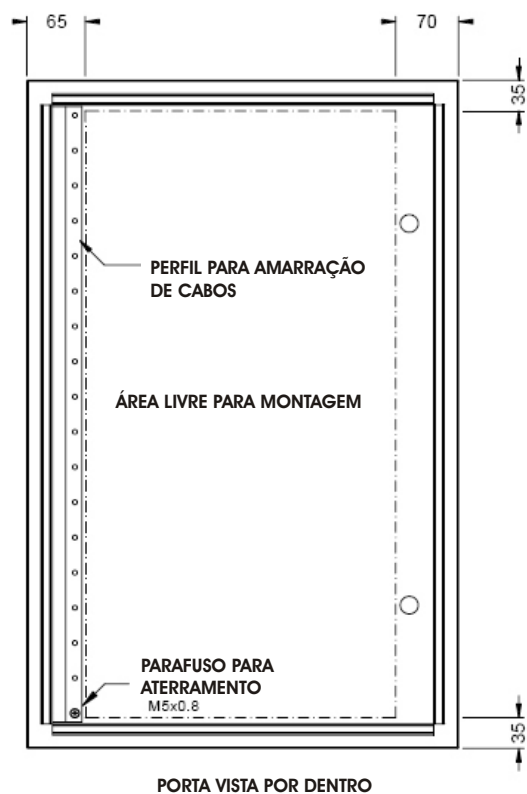 65
70
35
PERFIL PARA AMARRAÇÃO
DE CABOS
ÁREA LIVRE PARA MONTAGEM
PARAFUSO PARA
ATERRAMENTO
M5x0.8
35
PORTA VISTA POR DENTRO